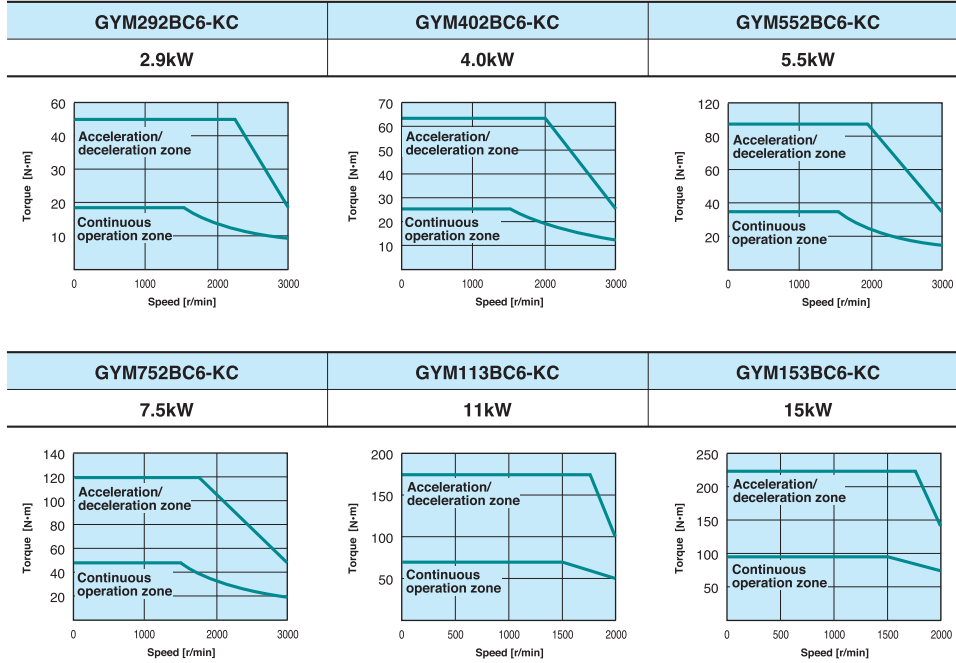 GYM292BC6-KC
GYM402BC6-KC
GYM552BC6-KC
2.9kW
4.0kW
5.5kW
Torque [N•m]
60
40
30
20
10
Acceleration/
deceleration zone
Continuous
operation zone
0 1000 2000 3000
Speed [r/min]
Torque [N•m]
70
60
50
40
30
20
10
Acceleration/
deceleration zone
Continuous
operation zone
0 1000 2000 3000
Speed [r/min]
Torque [N•m]
120
80
60
40
20
Acceleration/
deceleration zone
Continuous
operation zone
0 1000 2000 3000
Speed [r/min]
GYM752BC6-KC
GYM113BC6-KC
GYM153BC6-KC
7.5kW
11kW
15kW
Torque [N•m]
140
120
100
80
60
40
20
Acceleration/
deceleration zone
Continuous
operation zone
0 1000 2000 3000
Speed [r/min]
Torque [N•m]
200
150
100
50
Acceleration/
deceleration zone
Continuous
operation zone
0 500 1000 1500 2000
Speed [r/min]
Torque [N•m]
250
200
150
100
50
Acceleration/
deceleration zone
Continuous
operation zone
0 500 1000 1500 2000
Speed [r/min]